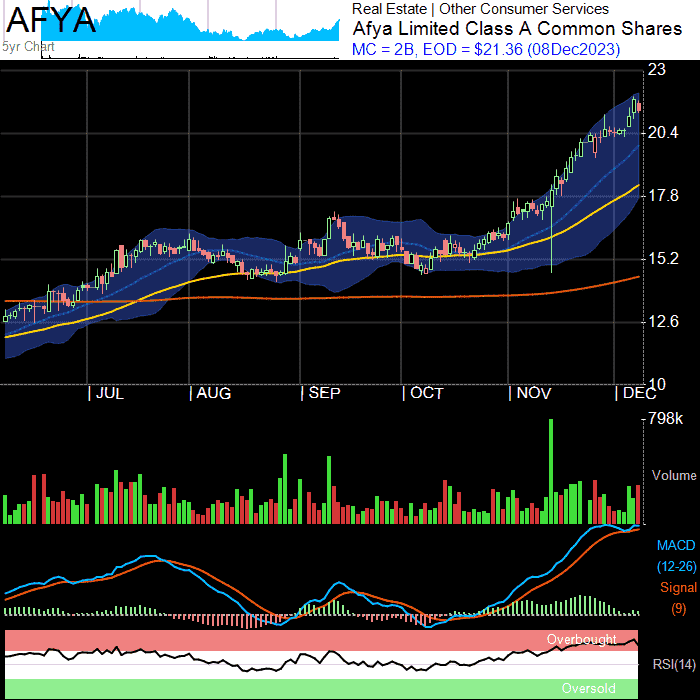 AFYA
5yr Chart
Real Estate | Other Consumer Services
Afya Limited Class A Common Shares
MC = 2B, EOD = $21.36 (08Dec2023)
23
20.4
17.8
15.2
12.6
10
JUL AUG SEP OCT NOV DEC
798k
Volume
MACD
(12-26)
Signal
(9)
Overbought
RSI(14)
Oversold